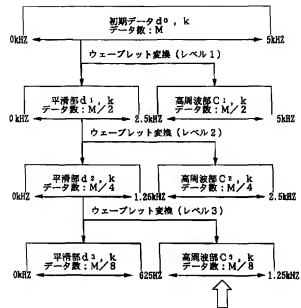 初期データd⁰,k
データ数:M
0kHZ 5kHZ
ウェーブレット変換(レベル1)
平滑部d¹,k 高周波部C¹,k
データ数:M/2 データ数:M/2
0kHZ 2.5kHZ 5kHZ
ウェーブレット変換(レベル2)
平滑部d²,k 高周波部C²,k
データ数:M/4 データ数:M/4
0kHZ 1.25kHZ 2.5kHZ
ウェーブレット変換(レベル3)
平滑部d³,k 高周波部C³,k
データ数:M/8 データ数:M/8
0kHZ 625HZ 1.25kHZ